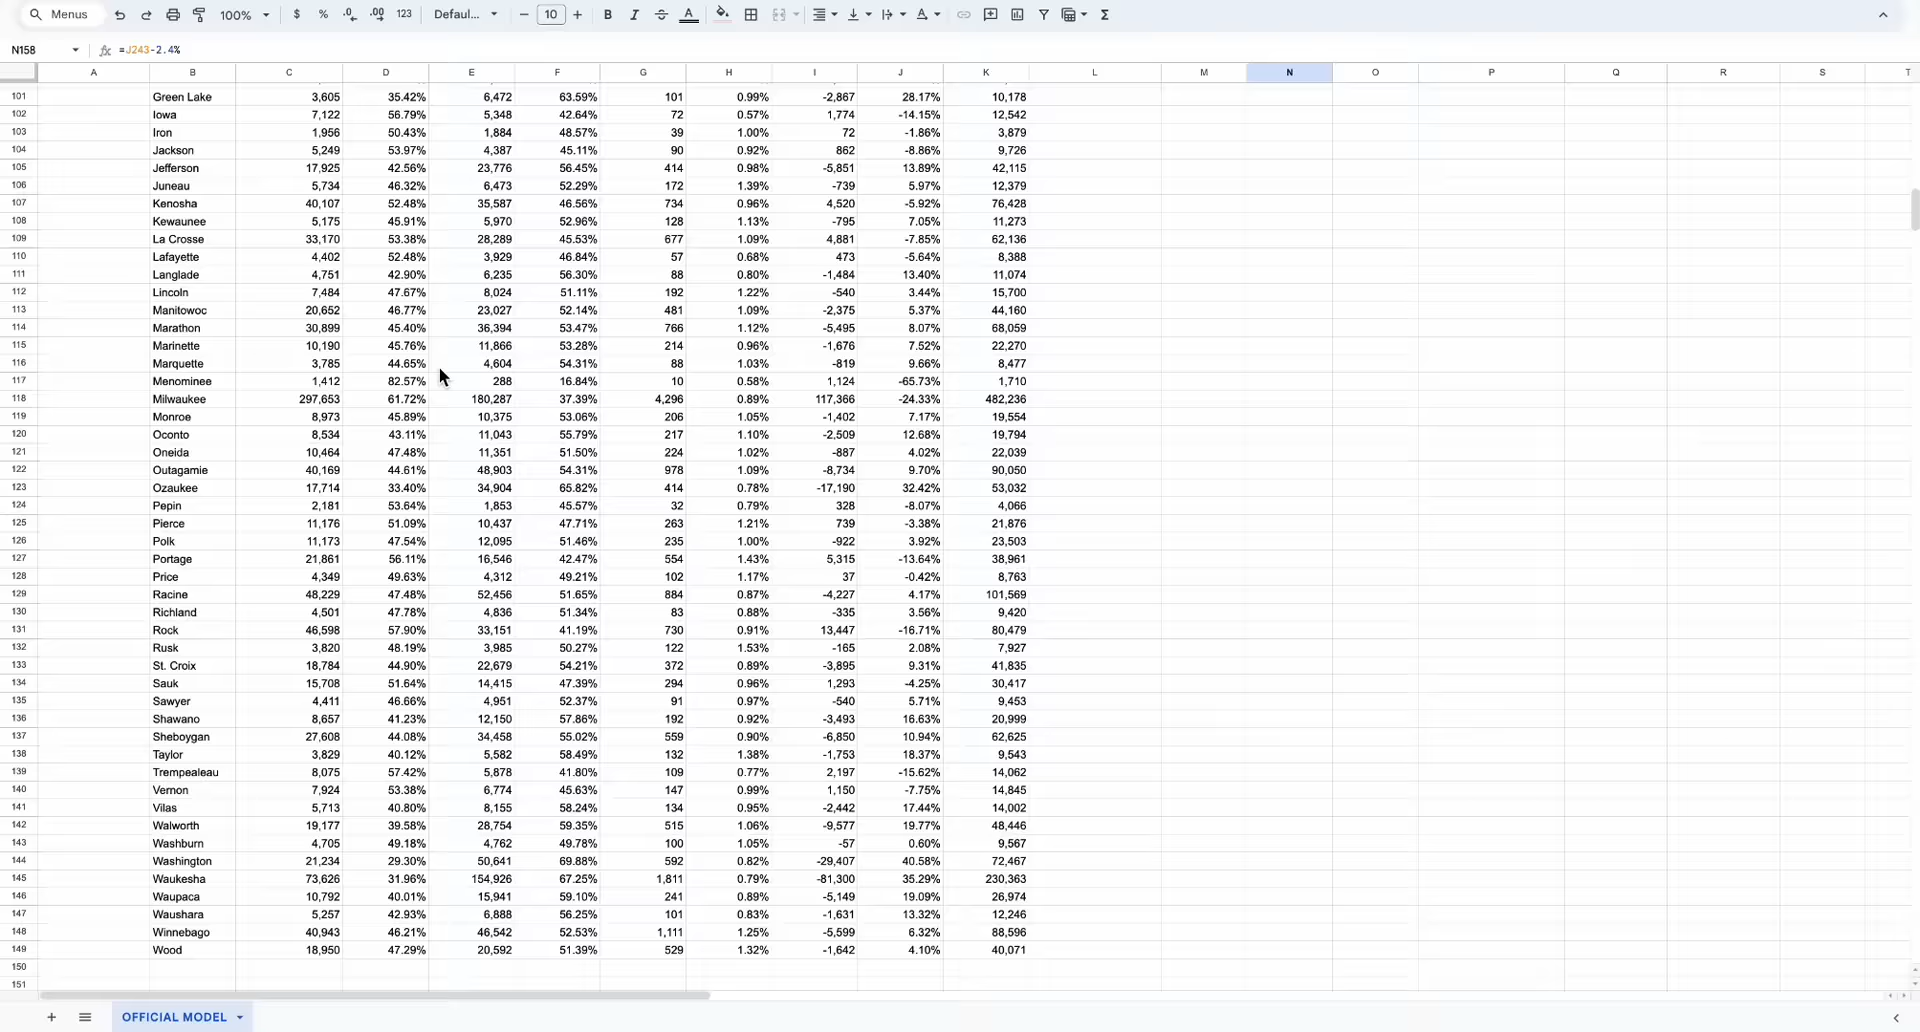 Menus 100% $ % .0 .00 123 Defaul... 10 B I S A Σ
N158 fx =J243-2.4%
A B C D E F G H I J K L M N O P Q R S T
101 Green Lake 3,605 35.42% 6,472 63.59% 101 0.99% -2,867 28.17% 10,178
102 Iowa 7,122 56.79% 5,348 42.64% 72 0.57% 1,774 -14.15% 12,542
103 Iron 1,956 50.43% 1,884 48.57% 39 1.00% 72 -1.86% 3,879
104 Jackson 5,249 53.97% 4,387 45.11% 90 0.92% 862 -8.86% 9,726
105 Jefferson 17,925 42.56% 23,776 56.45% 414 0.98% -5,851 13.89% 42,115
106 Juneau 5,734 46.32% 6,473 52.29% 172 1.39% -739 5.97% 12,379
107 Kenosha 40,107 52.48% 35,587 46.56% 734 0.96% 4,520 -5.92% 76,428
108 Kewaunee 5,175 45.91% 5,970 52.96% 128 1.13% -795 7.05% 11,273
109 La Crosse 33,170 53.38% 28,289 45.53% 677 1.09% 4,881 -7.85% 62,136
110 Lafayette 4,402 52.48% 3,929 46.84% 57 0.68% 473 -5.64% 8,388
111 Langlade 4,751 42.90% 6,235 56.30% 88 0.80% -1,484 13.40% 11,074
112 Lincoln 7,484 47.67% 8,024 51.11% 192 1.22% -540 3.44% 15,700
113 Manitowoc 20,652 46.77% 23,027 52.14% 481 1.09% -2,375 5.37% 44,160
114 Marathon 30,899 45.40% 36,394 53.47% 766 1.12% -5,495 8.07% 68,059
115 Marinette 10,190 45.76% 11,866 53.28% 214 0.96% -1,676 7.52% 22,270
116 Marquette 3,785 44.65% 4,604 54.31% 88 1.03% -819 9.66% 8,477
117 Menominee 1,412 82.57% 288 16.84% 10 0.58% 1,124 -65.73% 1,710
118 Milwaukee 297,653 61.72% 180,287 37.39% 4,296 0.89% 117,366 -24.33% 482,236
119 Monroe 8,973 45.89% 10,375 53.06% 206 1.05% -1,402 7.17% 19,554
120 Oconto 8,534 43.11% 11,043 55.79% 217 1.10% -2,509 12.68% 19,794
121 Oneida 10,464 47.48% 11,351 51.50% 224 1.02% -887 4.02% 22,039
122 Outagamie 40,169 44.61% 48,903 54.31% 978 1.09% -8,734 9.70% 90,050
123 Ozaukee 17,714 33.40% 34,904 65.82% 414 0.78% -17,190 32.42% 53,032
124 Pepin 2,181 53.64% 1,853 45.57% 32 0.79% 328 -8.07% 4,066
125 Pierce 11,176 51.09% 10,437 47.71% 263 1.21% 739 -3.38% 21,876
126 Polk 11,173 47.54% 12,095 51.46% 235 1.00% -922 3.92% 23,503
127 Portage 21,861 56.11% 16,546 42.47% 554 1.43% 5,315 -13.64% 38,961
128 Price 4,349 49.63% 4,312 49.21% 102 1.17% 37 -0.42% 8,763
129 Racine 48,229 47.48% 52,456 51.65% 884 0.87% -4,227 4.17% 101,569
130 Richland 4,501 47.78% 4,836 51.34% 83 0.88% -335 3.56% 9,420
131 Rock 46,598 57.90% 33,151 41.19% 730 0.91% 13,447 -16.71% 80,479
132 Rusk 3,820 48.19% 3,985 50.27% 122 1.53% -165 2.08% 7,927
133 St. Croix 18,784 44.90% 22,679 54.21% 372 0.89% -3,895 9.31% 41,835
134 Sauk 15,708 51.64% 14,415 47.39% 294 0.96% 1,293 -4.25% 30,417
135 Sawyer 4,411 46.66% 4,951 52.37% 91 0.97% -540 5.71% 9,453
136 Shawano 8,657 41.23% 12,150 57.86% 192 0.92% -3,493 16.63% 20,999
137 Sheboygan 27,608 44.08% 34,458 55.02% 559 0.90% -6,850 10.94% 62,625
138 Taylor 3,829 40.12% 5,582 58.49% 132 1.38% -1,753 18.37% 9,543
139 Trempealeau 8,075 57.42% 5,878 41.80% 109 0.77% 2,197 -15.62% 14,062
140 Vernon 7,924 53.38% 6,774 45.63% 147 0.99% 1,150 -7.75% 14,845
141 Vilas 5,713 40.80% 8,155 58.24% 134 0.95% -2,442 17.44% 14,002
142 Walworth 19,177 39.58% 28,754 59.35% 515 1.06% -9,577 19.77% 48,446
143 Washburn 4,705 49.18% 4,762 49.78% 100 1.05% -57 0.60% 9,567
144 Washington 21,234 29.30% 50,641 69.88% 592 0.82% -29,407 40.58% 72,467
145 Waukesha 73,626 31.96% 154,926 67.25% 1,811 0.79% -81,300 35.29% 230,363
146 Waupaca 10,792 40.01% 15,941 59.10% 241 0.89% -5,149 19.09% 26,974
147 Waushara 5,257 42.93% 6,888 56.25% 101 0.83% -1,631 13.32% 12,246
148 Winnebago 40,943 46.21% 46,542 52.53% 1,111 1.25% -5,599 6.32% 88,596
149 Wood 18,950 47.29% 20,592 51.39% 529 1.32% -1,642 4.10% 40,071
150
151
OFFICIAL MODEL